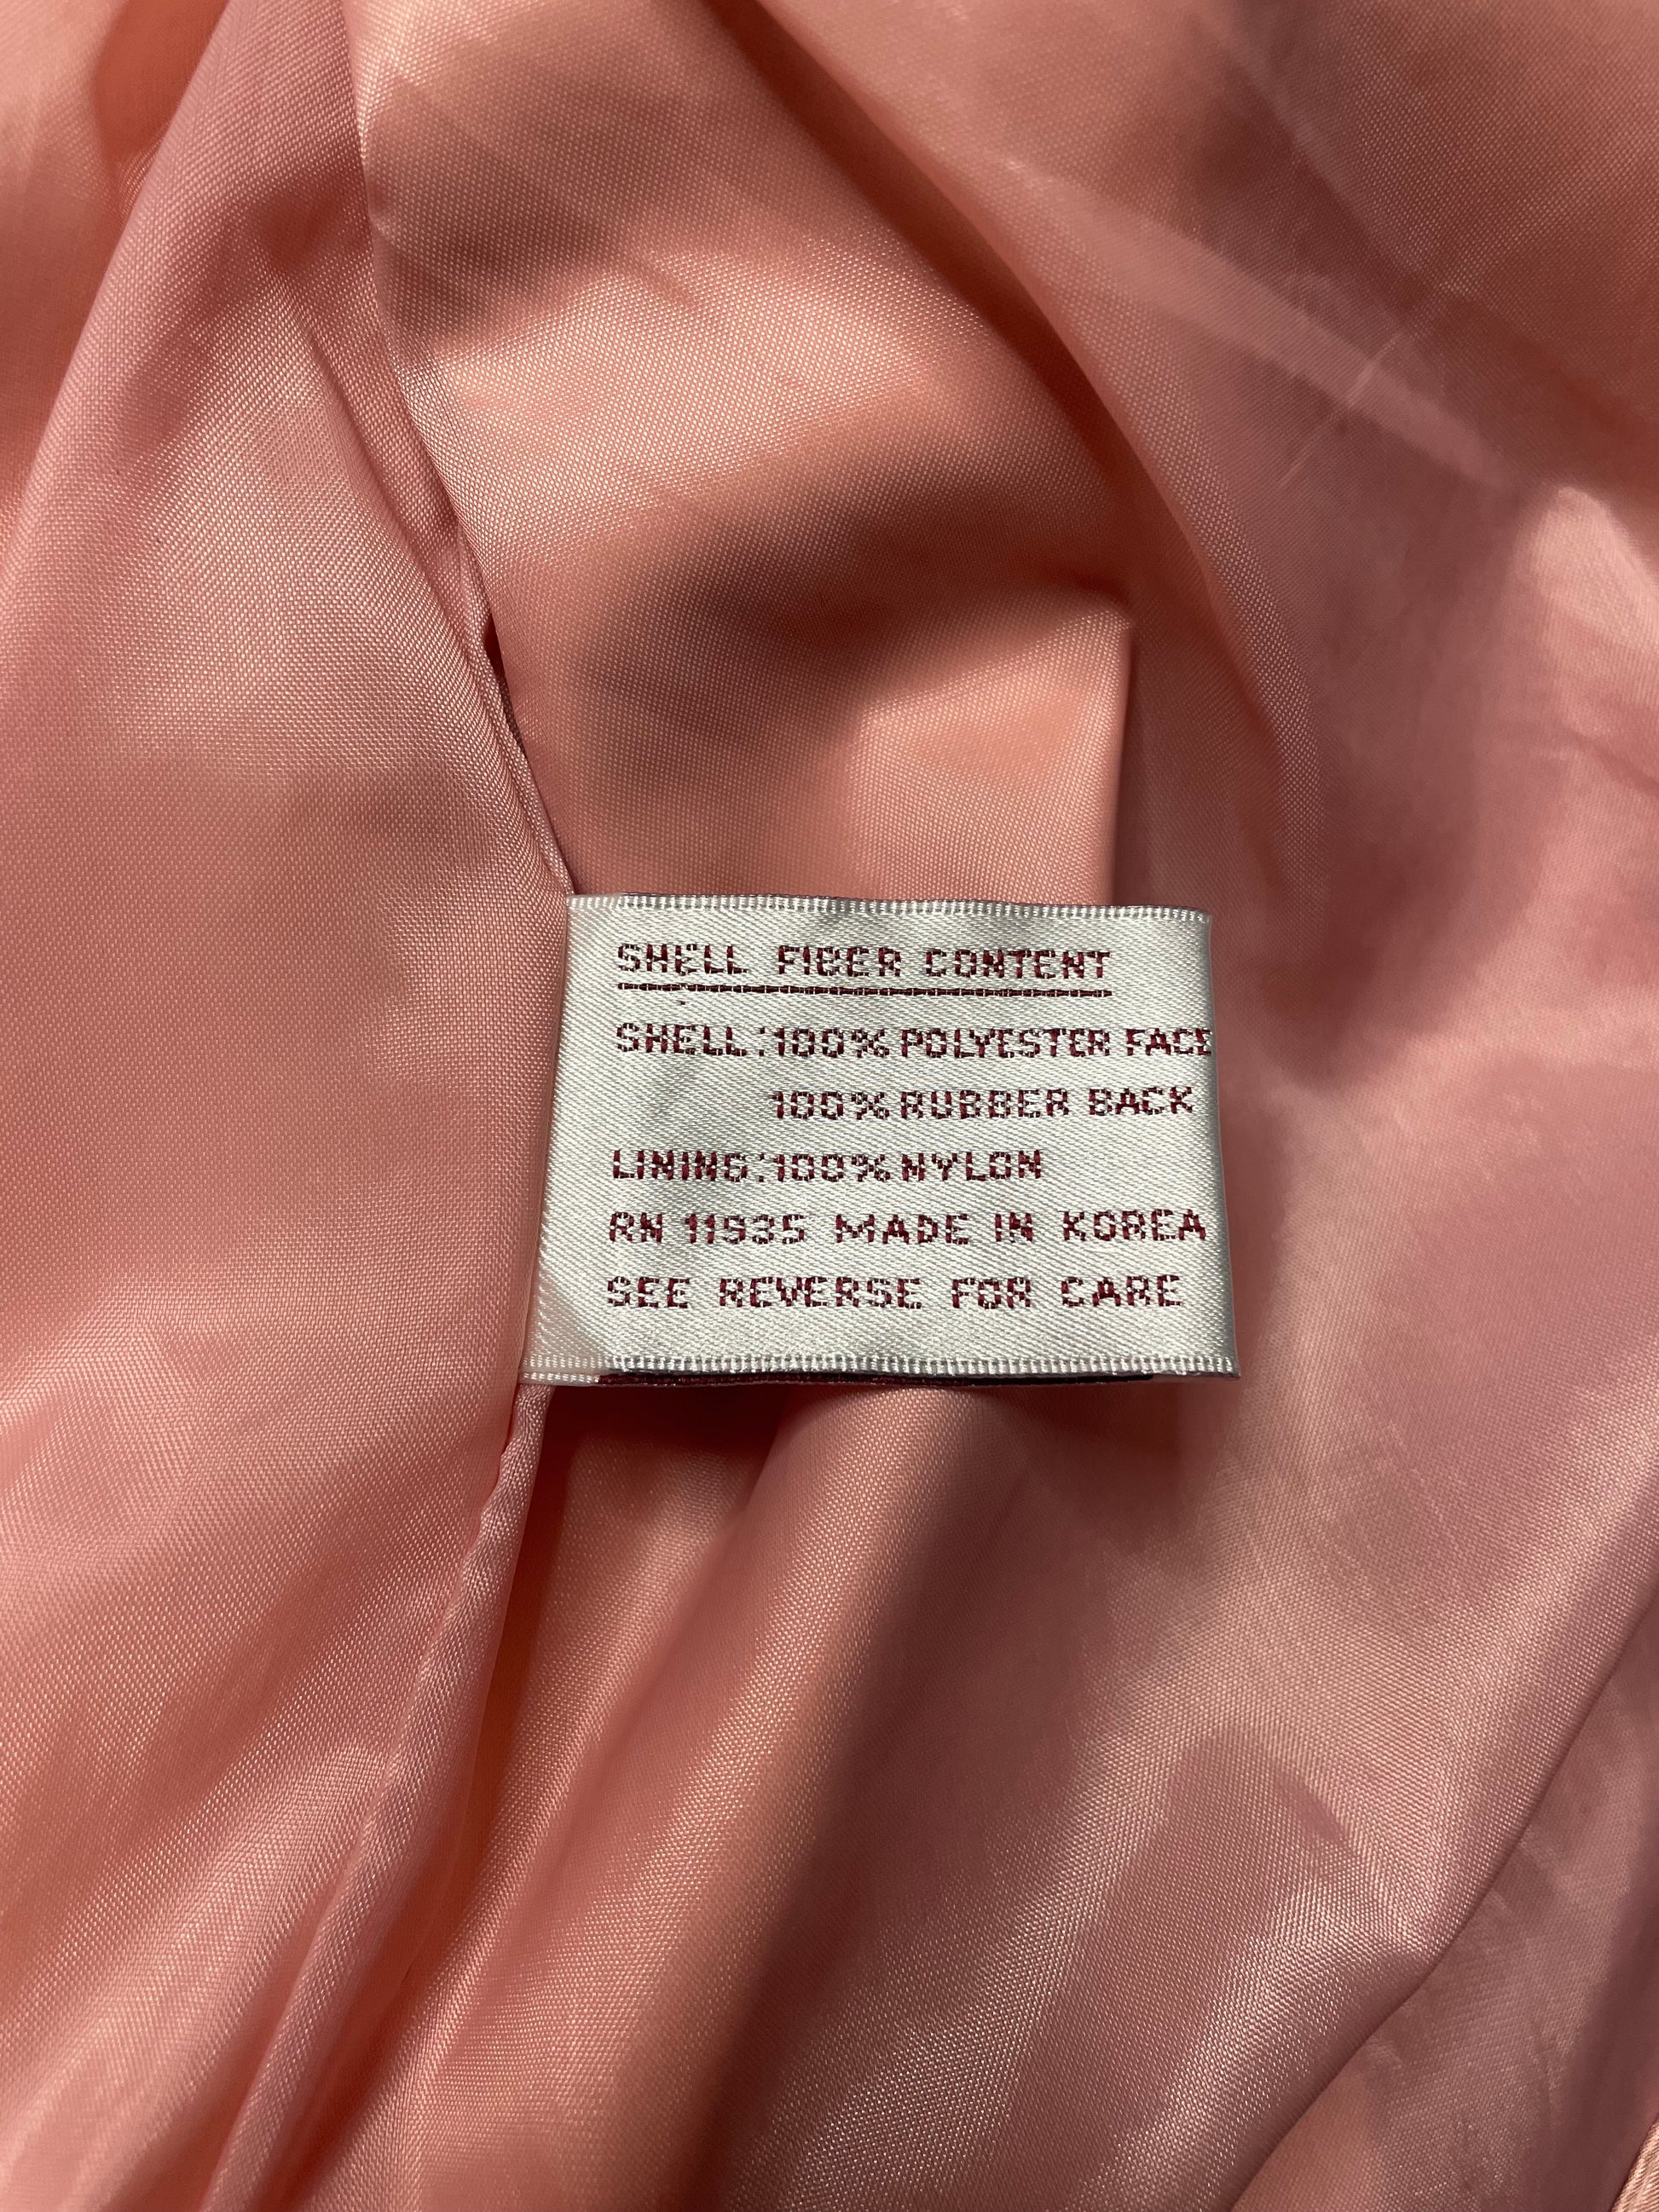 SHELL FIBER CONTENT
SHELL: 100% POLYESTER FACE
100% RUBBER BACK
LINING: 100% NYLON
RN 11935 MADE IN KOREA
SEE REVERSE FOR CARE